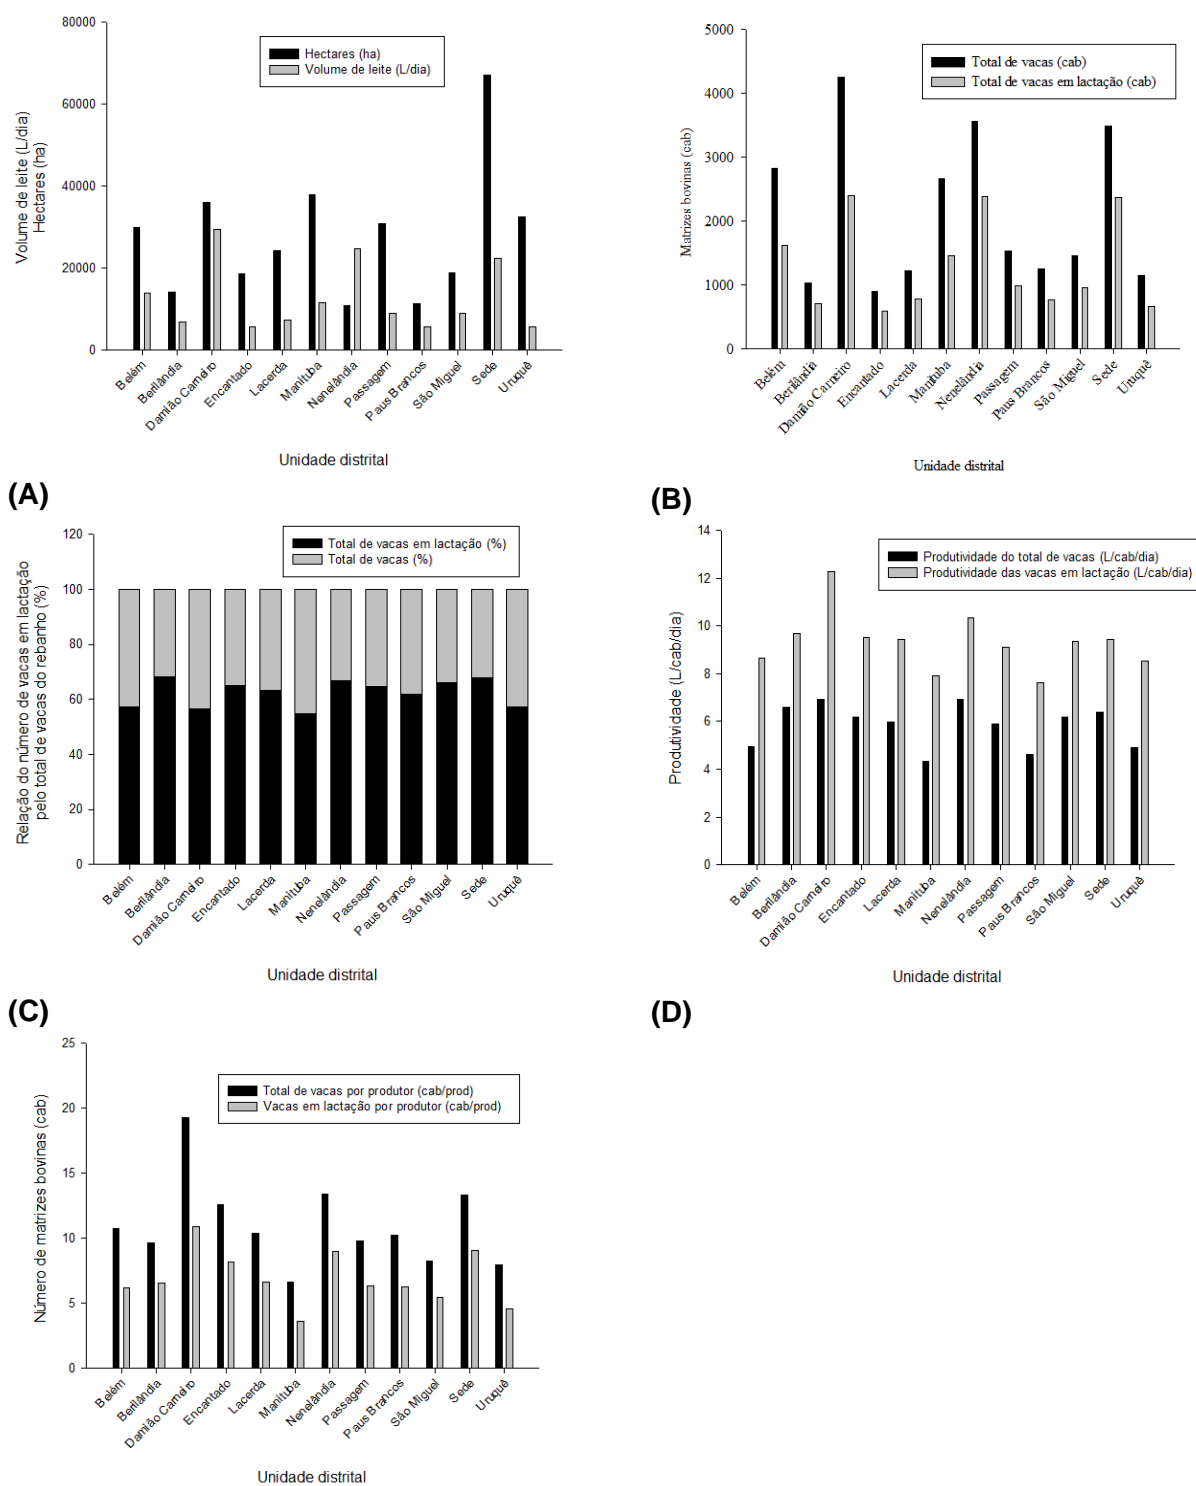 80000
60000
40000
20000
0
Volume de leite (L/dia)
Hectares (ha)
Hectares (ha)
Volume de leite (L/dia)
Belém
Berilândia
Damião Carneiro
Encantado
Lacerda
Manituba
Nenelândia
Passagem
Paus Brancos
São Miguel
Sede
Uruquê
Unidade distrital
(A)
5000
4000
3000
2000
1000
0
Matrizes bovinas (cab)
Total de vacas (cab)
Total de vacas em lactação (cab)
Belém
Berilândia
Damião Carneiro
Encantado
Lacerda
Manituba
Nenelândia
Passagem
Paus Brancos
São Miguel
Sede
Uruquê
Unidade distrital
(B)
120
100
80
60
40
20
0
Relação do número de vacas em lactação
pelo total de vacas do rebanho (%)
Total de vacas em lactação (%)
Total de vacas (%)
Belém
Berilândia
Damião Carneiro
Encantado
Lacerda
Manituba
Nenelândia
Passagem
Paus Brancos
São Miguel
Sede
Uruquê
Unidade distrital
(C)
14
12
10
8
6
4
2
0
Produtividade (L/cab/dia)
Produtividade do total de vacas (L/cab/dia)
Produtividade das vacas em lactação (L/cab/dia)
Belém
Berilândia
Damião Carneiro
Encantado
Lacerda
Manituba
Nenelândia
Passagem
Paus Brancos
São Miguel
Sede
Uruquê
Unidade distrital
(D)
25
20
15
10
5
0
Número de matrizes bovinas (cab)
Total de vacas por produtor (cab/prod)
Vacas em lactação por produtor (cab/prod)
Belém
Berilândia
Damião Carneiro
Encantado
Lacerda
Manituba
Nenelândia
Passagem
Paus Brancos
São Miguel
Sede
Uruquê
Unidade distrital